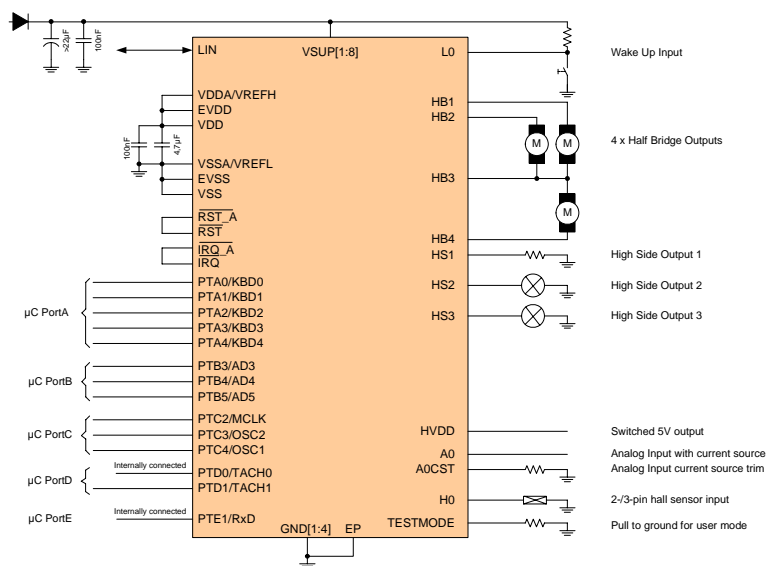 >22µF
100nF
LIN
VSUP[1:8]
L0
Wake Up Input
VDDA/VREFH
EVDD
VDD
100nF
4,7µF
VSSA/VREFL
EVSS
VSS
HB1
HB2
M
M
4 x Half Bridge Outputs
HB3
M
HB4
RST_A
RST
IRQ_A
IRQ
HS1
High Side Output 1
HS2
High Side Output 2
HS3
High Side Output 3
µC PortA
PTA0/KBD0
PTA1/KBD1
PTA2/KBD2
PTA3/KBD3
PTA4/KBD4
µC PortB
PTB3/AD3
PTB4/AD4
PTB5/AD5
µC PortC
PTC2/MCLK
PTC3/OSC2
PTC4/OSC1
HVDD
Switched 5V output
A0
Analog Input with current source
A0CST
Analog Input current source trim
µC PortD
Internally connected
PTD0/TACH0
PTD1/TACH1
H0
2-/3-pin hall sensor input
µC PortE
Internally connected
PTE1/RxD
TESTMODE
Pull to ground for user mode
GND[1:4]
EP